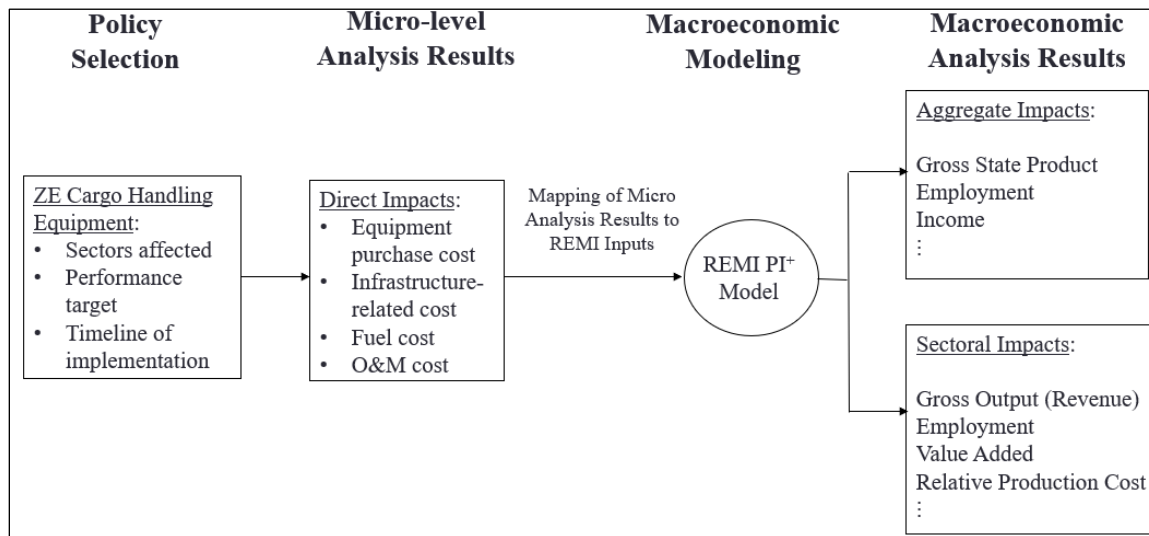 Policy
Selection
Micro-level
Analysis Results
Macroeconomic
Modeling
Macroeconomic
Analysis Results
ZE Cargo Handling
Equipment:
• Sectors affected
• Performance
target
• Timeline of
implementation
Direct Impacts:
• Equipment
purchase cost
• Infrastructure-
related cost
• Fuel cost
• O&M cost
Mapping of Micro
Analysis Results to
REMI Inputs
REMI PI⁺
Model
Aggregate Impacts:
Gross State Product
Employment
Income
⋮
Sectoral Impacts:
Gross Output (Revenue)
Employment
Value Added
Relative Production Cost
⋮